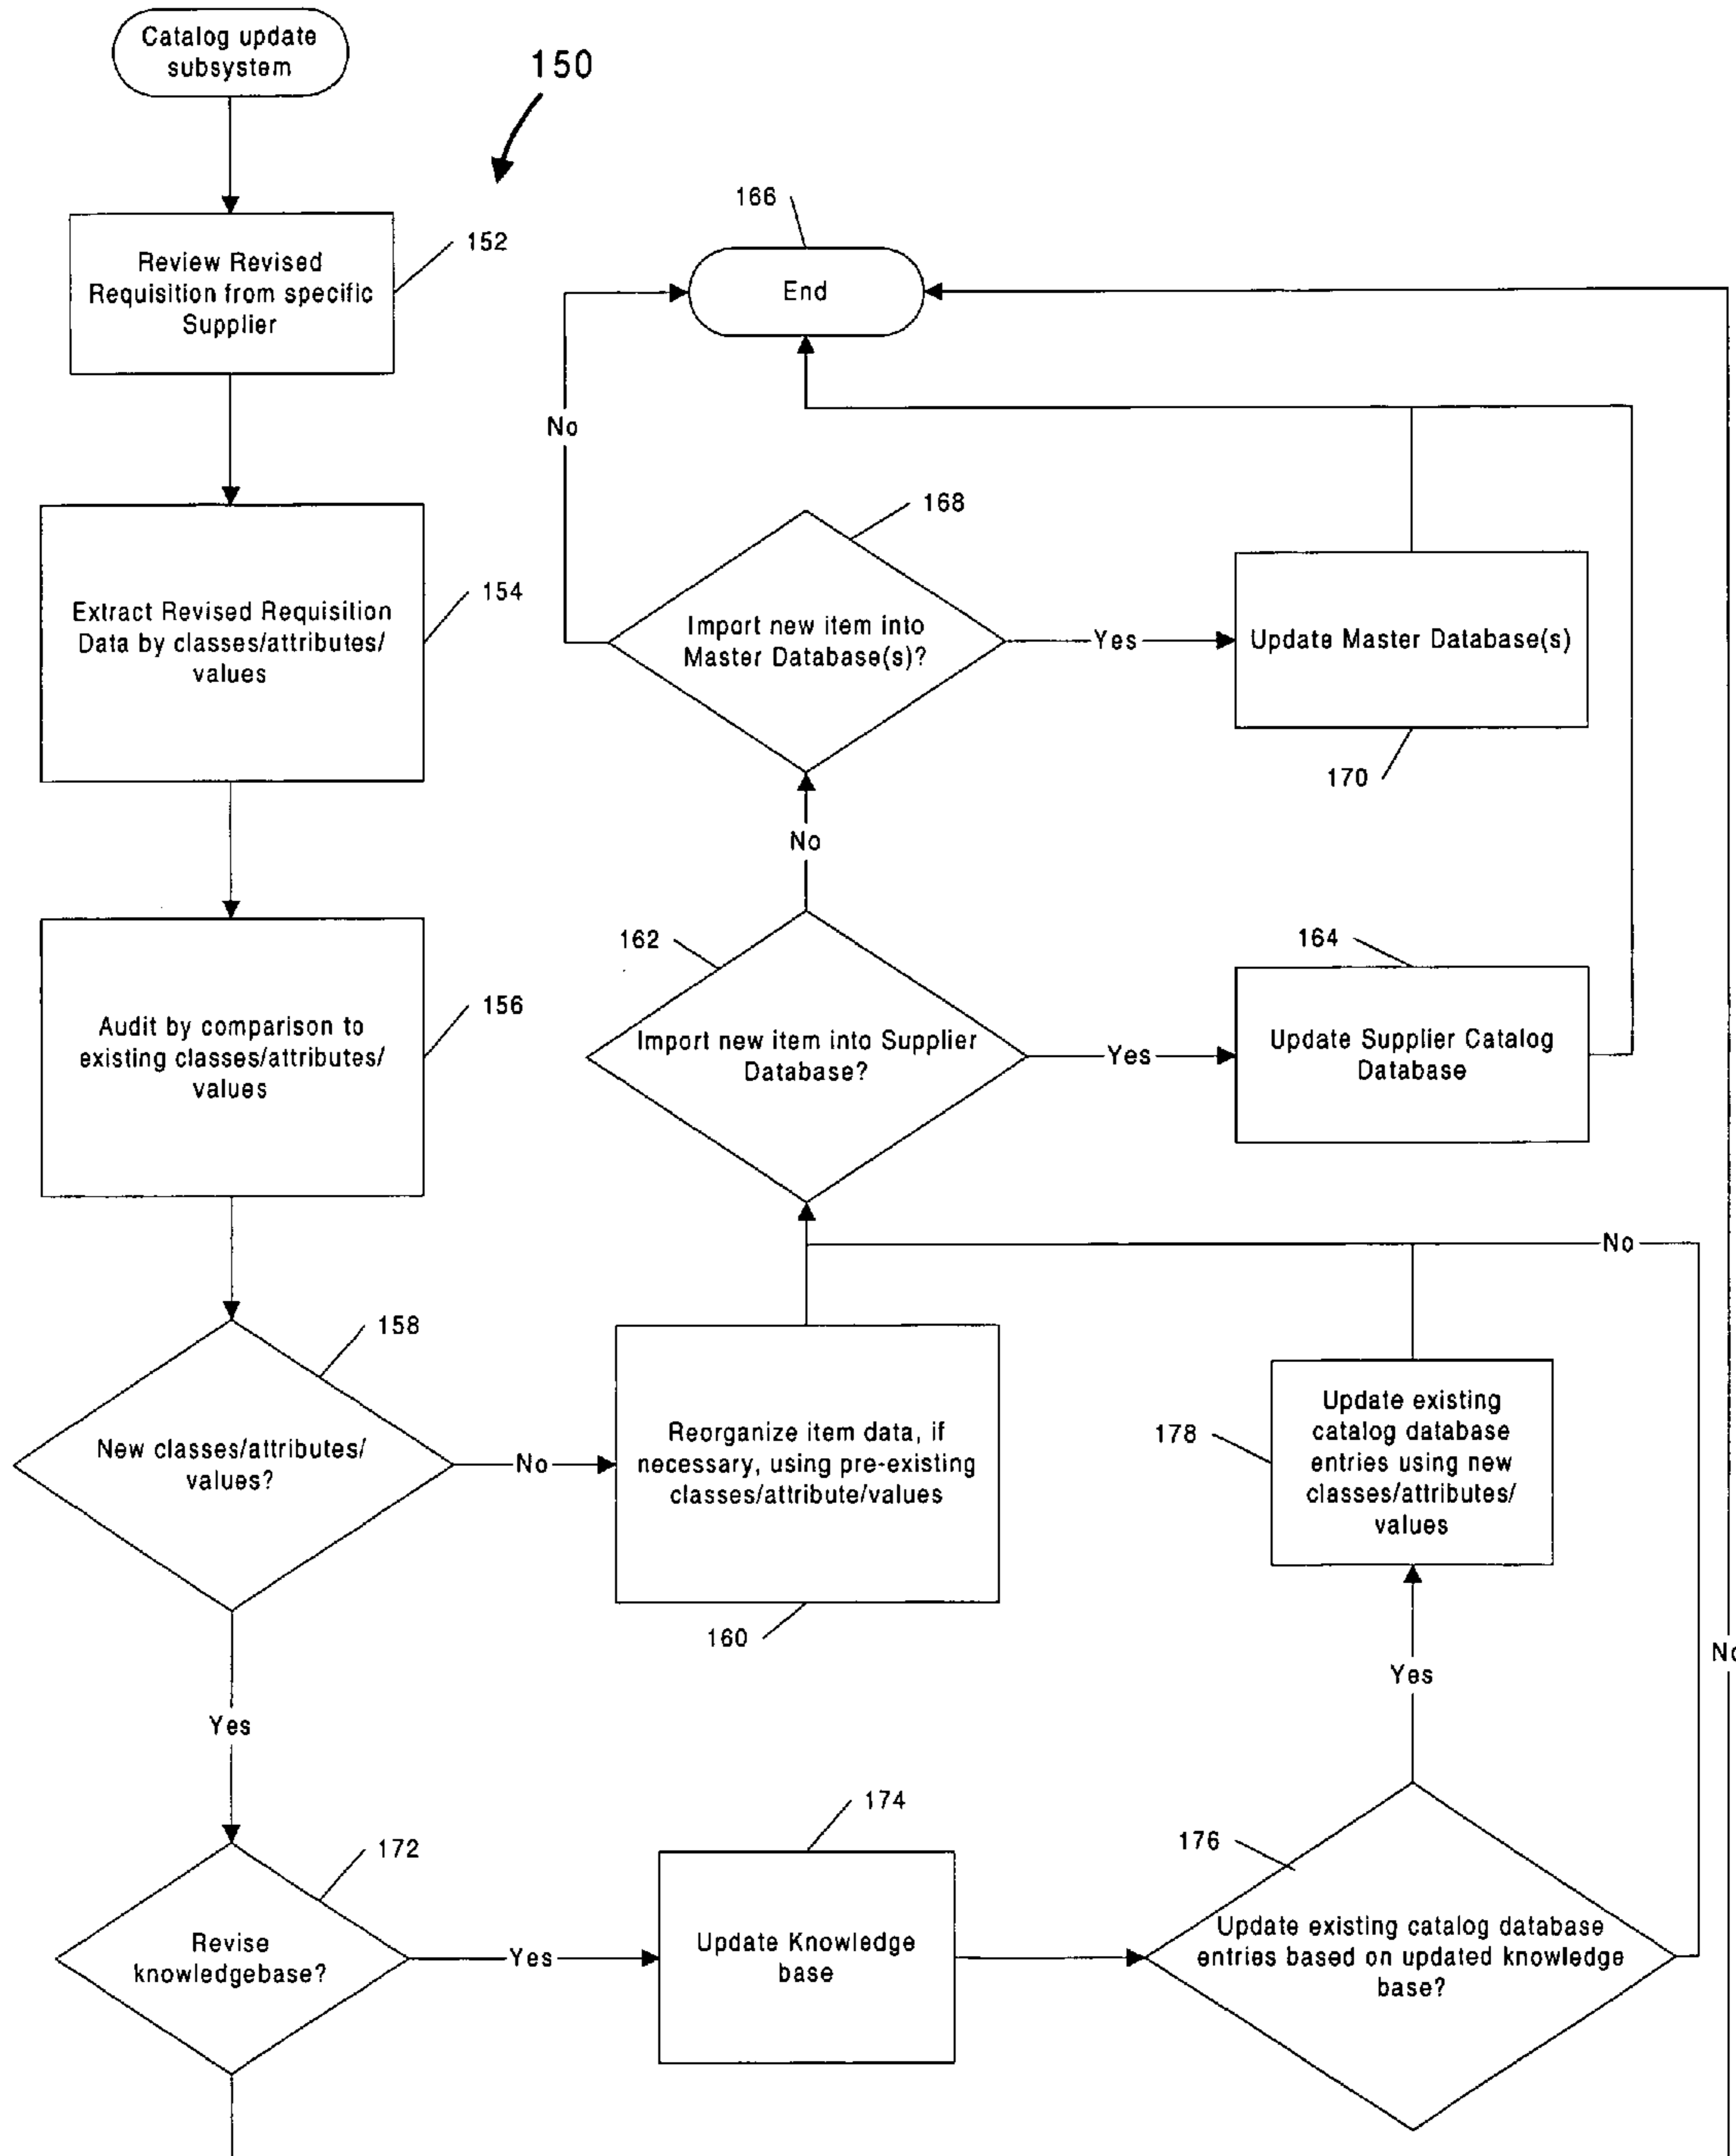 Catalog update
subsystem
150
152
Review Revised
Requisition from specific
Supplier
166
End
No
154
Extract Revised Requisition
Data by classes/attributes/
values
168
Import new item into
Master Database(s)?
Yes
Update Master Database(s)
170
No
156
Audit by comparison to
existing classes/attributes/
values
162
Import new item into Supplier
Database?
Yes
164
Update Supplier Catalog
Database
No
158
New classes/attributes/
values?
No
Reorganize item data, if
necessary, using pre-existing
classes/attribute/values
160
178
Update existing
catalog database
entries using new
classes/attributes/
values
No
Yes
Yes
172
Revise
knowledgebase?
Yes
174
Update Knowledge
base
176
Update existing catalog database
entries based on updated knowledge
base?